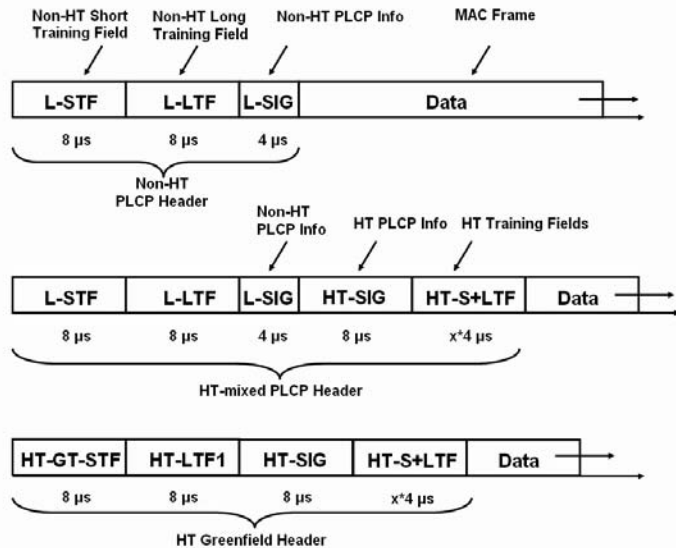 Non-HT Short
Training Field
Non-HT Long
Training Field
Non-HT PLCP Info
MAC Frame
L-STF
L-LTF
L-SIG
Data
8 µs
8 µs
4 µs
Non-HT
PLCP Header
Non-HT
PLCP Info
HT PLCP Info
HT Training Fields
L-STF
L-LTF
L-SIG
HT-SIG
HT-S+LTF
Data
8 µs
8 µs
4 µs
8 µs
x*4 µs
HT-mixed PLCP Header
HT-GT-STF
HT-LTF1
HT-SIG
HT-S+LTF
Data
8 µs
8 µs
8 µs
x*4 µs
HT Greenfield Header